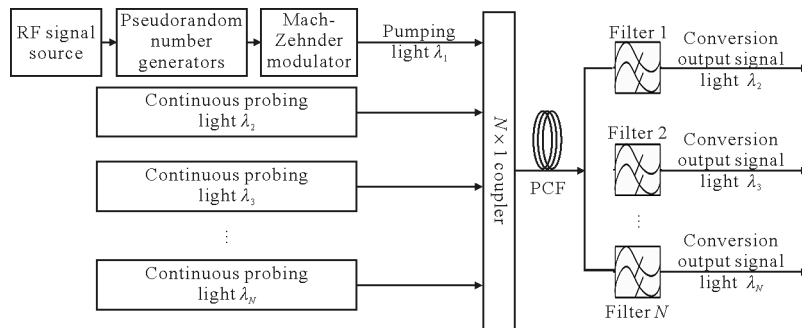 RF signal
source
Pseudorandom
number
generators
Mach-
Zehnder
modulator
Pumping
light λ₁
Continuous probing
light λ₂
Continuous probing
light λ₃
⋮
Continuous probing
light λN
N×1 coupler
PCF
Filter 1
Conversion
output signal
light λ₂
Filter 2
Conversion
output signal
light λ₃
⋮
Filter N
Conversion
output signal
light λN